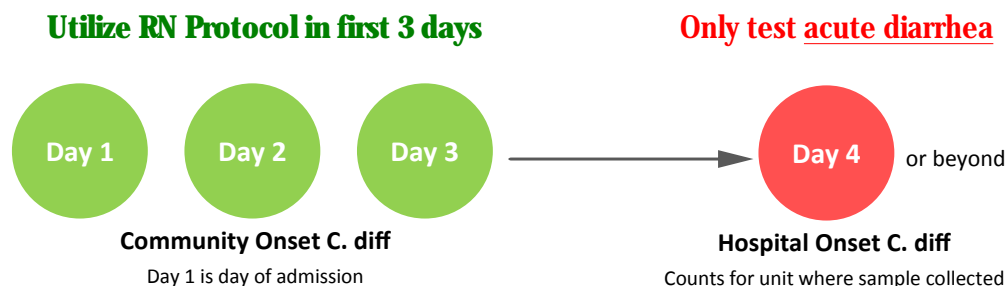 Utilize RN Protocol in first 3 days
Only test acute diarrhea
Day 1
Day 2
Day 3
Day 4
or beyond
Community Onset C. diff
Day 1 is day of admission
Hospital Onset C. diff
Counts for unit where sample collected